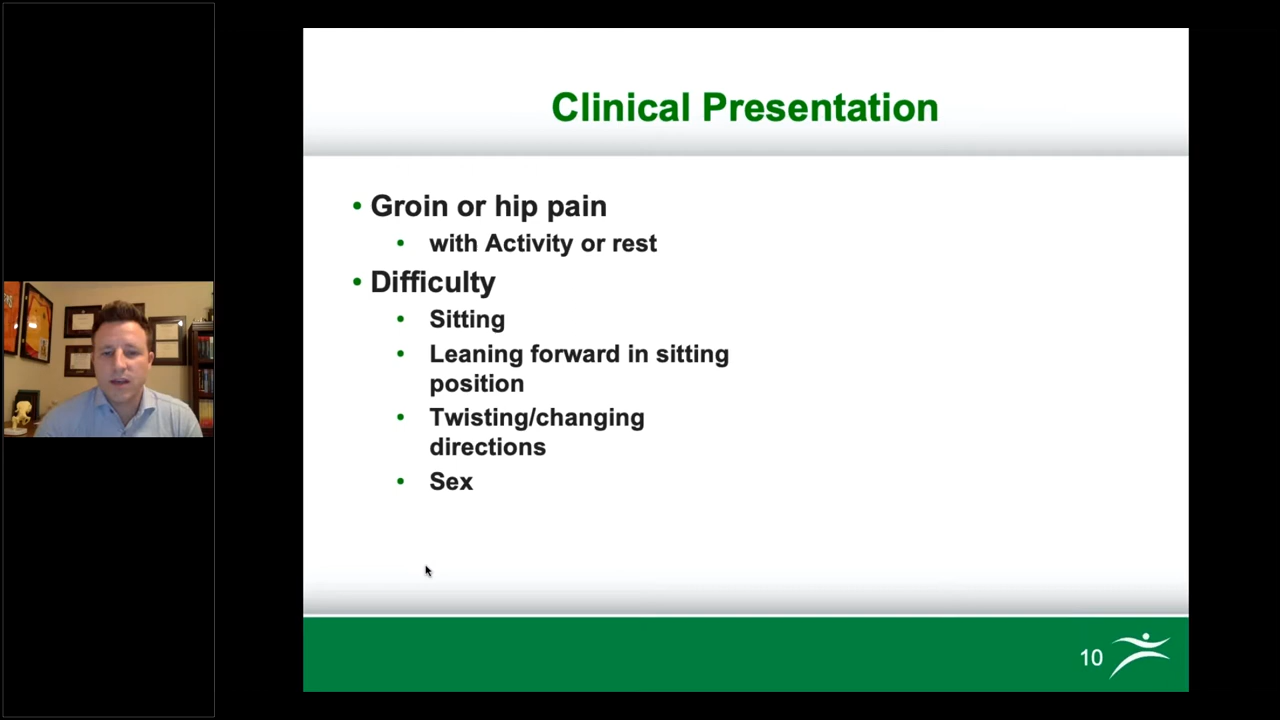 Clinical Presentation
• Groin or hip pain
• with Activity or rest
• Difficulty
• Sitting
• Leaning forward in sitting
position
• Twisting/changing
directions
• Sex
10